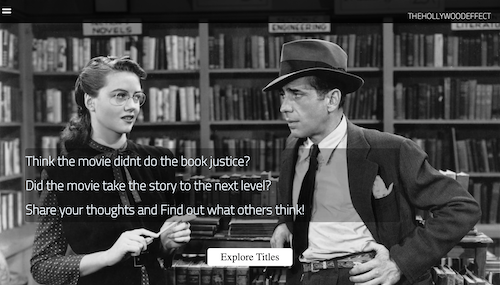 THEHOLLYWOODEFFECT
NOVELS
ENGINEERING
Think the movie didnt do the book justice?
Did the movie take the story to the next level?
Share your thoughts and Find out what others think!
Explore Titles